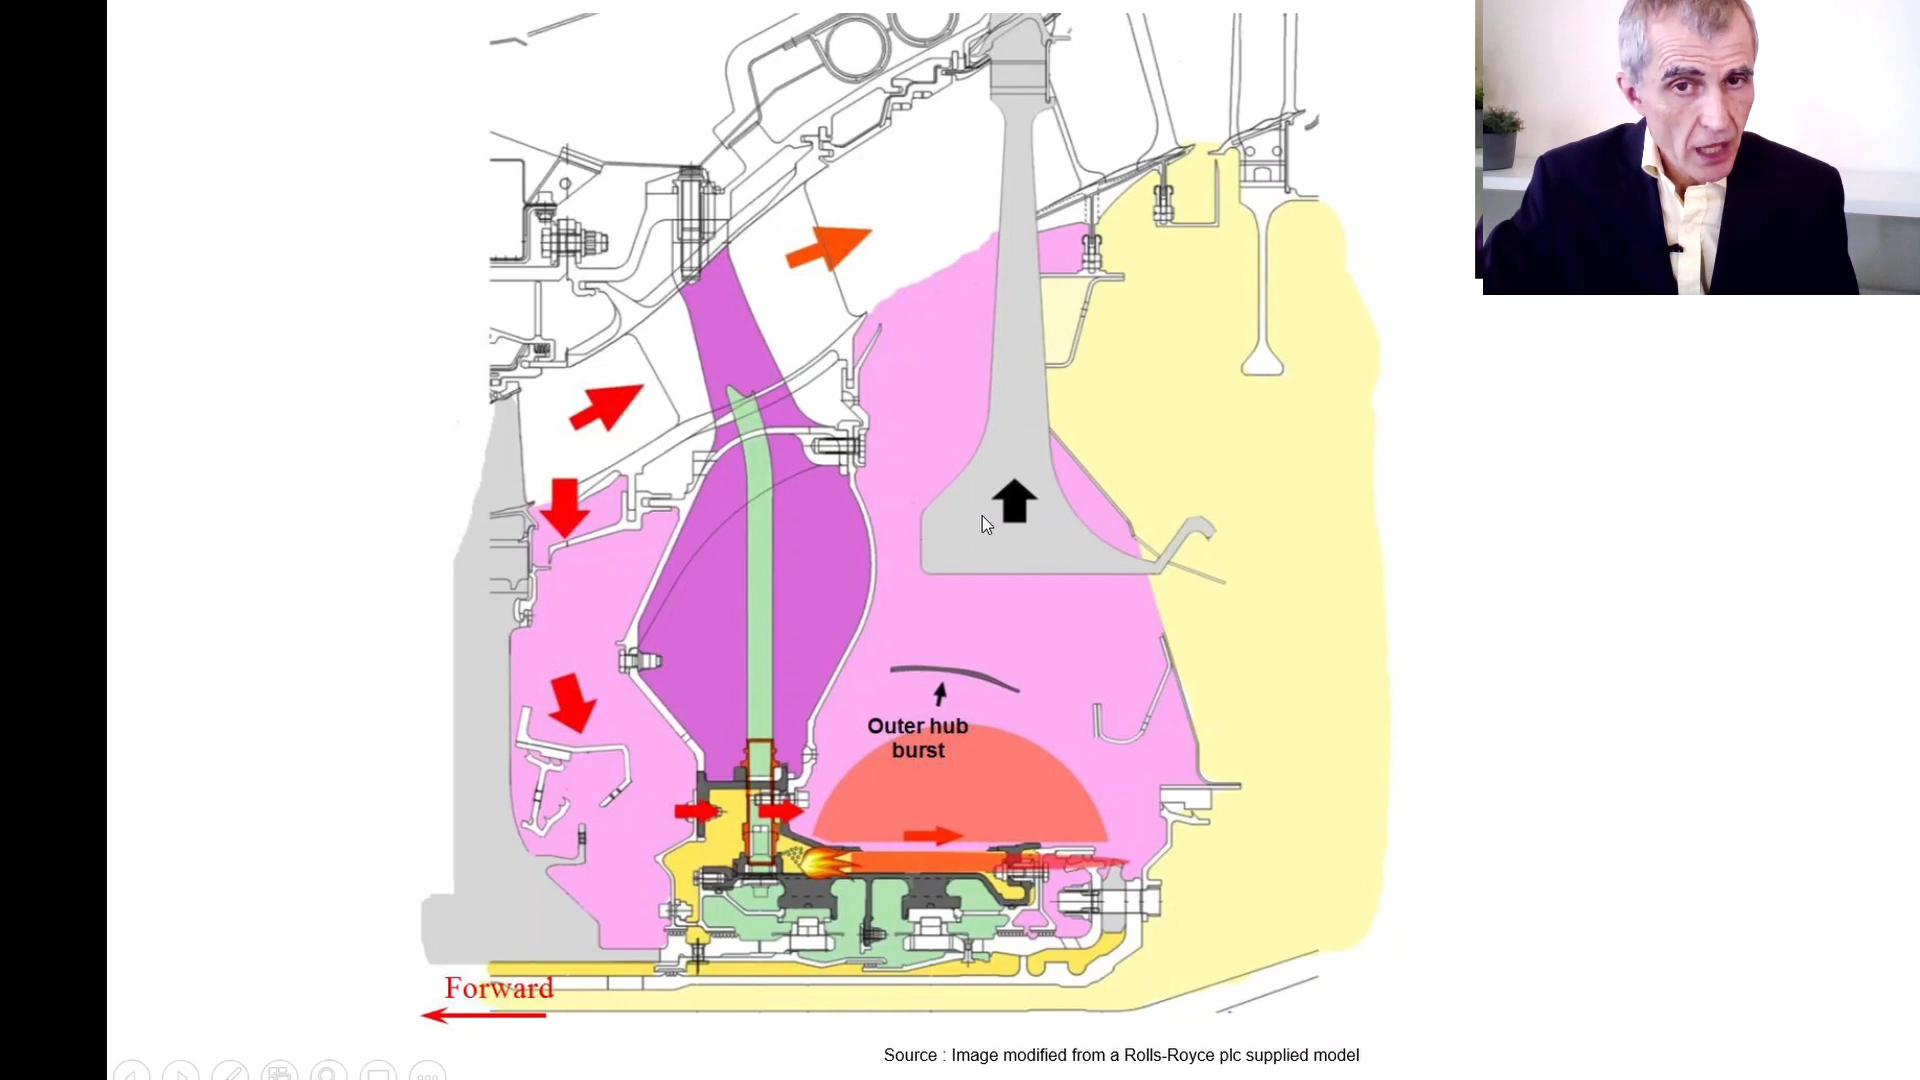 Outer hub
burst
Forward
Source : Image modified from a Rolls-Royce plc supplied model